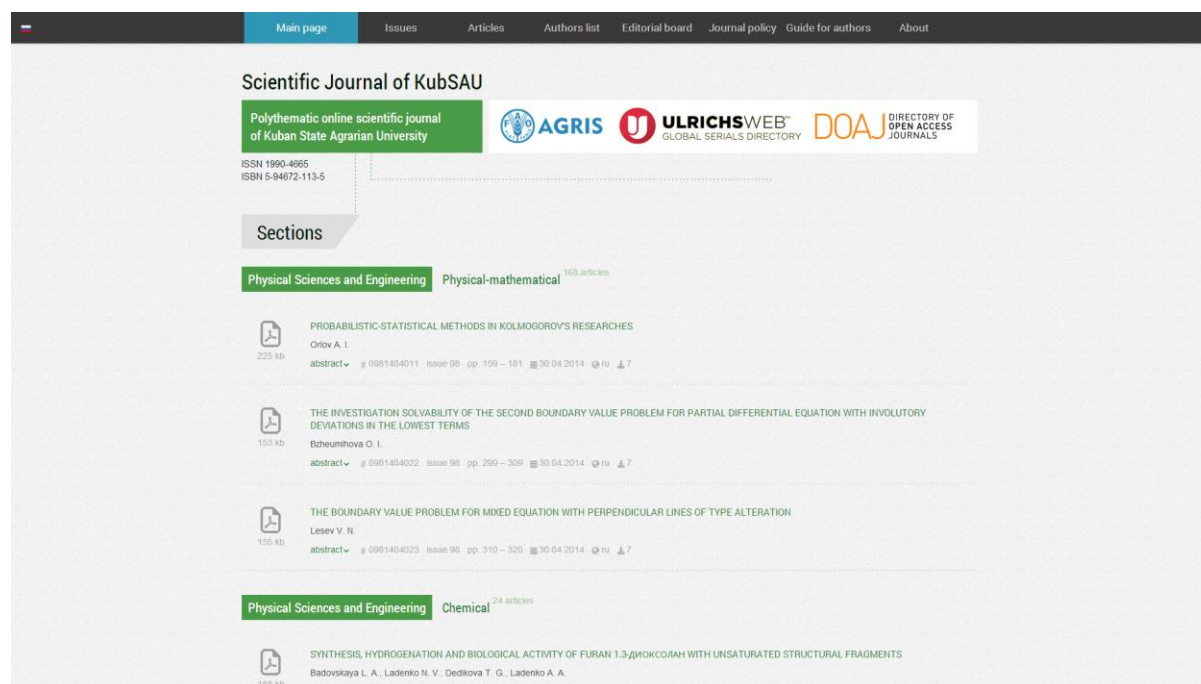 Main page Issues Articles Authors list Editorial board Journal policy Guide for authors About
Scientific Journal of KubSAU
Polythematic online scientific journal
of Kuban State Agrarian University
FAO AGRIS
U ULRICHSWEB™
GLOBAL SERIALS DIRECTORY
DOAJ DIRECTORY OF
OPEN ACCESS
JOURNALS
ISSN 1990-4665
ISBN 5-94672-113-5
Sections
Physical Sciences and Engineering Physical-mathematical 168 articles
PROBABILISTIC-STATISTICAL METHODS IN KOLMOGOROV'S RESEARCHES
225 kb Orlov A. I.
abstract # 0981404011 issue 98 pp. 159 – 181 30.04.2014 ru 7
THE INVESTIGATION SOLVABILITY OF THE SECOND BOUNDARY VALUE PROBLEM FOR PARTIAL DIFFERENTIAL EQUATION WITH INVOLUTORY
DEVIATIONS IN THE LOWEST TERMS
153 kb Bzheumihova O. I.
abstract # 0981404022 issue 98 pp. 299 – 309 30.04.2014 ru 7
THE BOUNDARY VALUE PROBLEM FOR MIXED EQUATION WITH PERPENDICULAR LINES OF TYPE ALTERATION
155 kb Lesev V. N.
abstract # 0981404023 issue 98 pp. 310 – 320 30.04.2014 ru 7
Physical Sciences and Engineering Chemical 24 articles
SYNTHESIS, HYDROGENATION AND BIOLOGICAL ACTIVITY OF FURAN 1.3-ДИОКСОЛАН WITH UNSATURATED STRUCTURAL FRAGMENTS
Badovskaya L. A., Ladenko N. V., Dedikova T. G., Ladenko A. A.